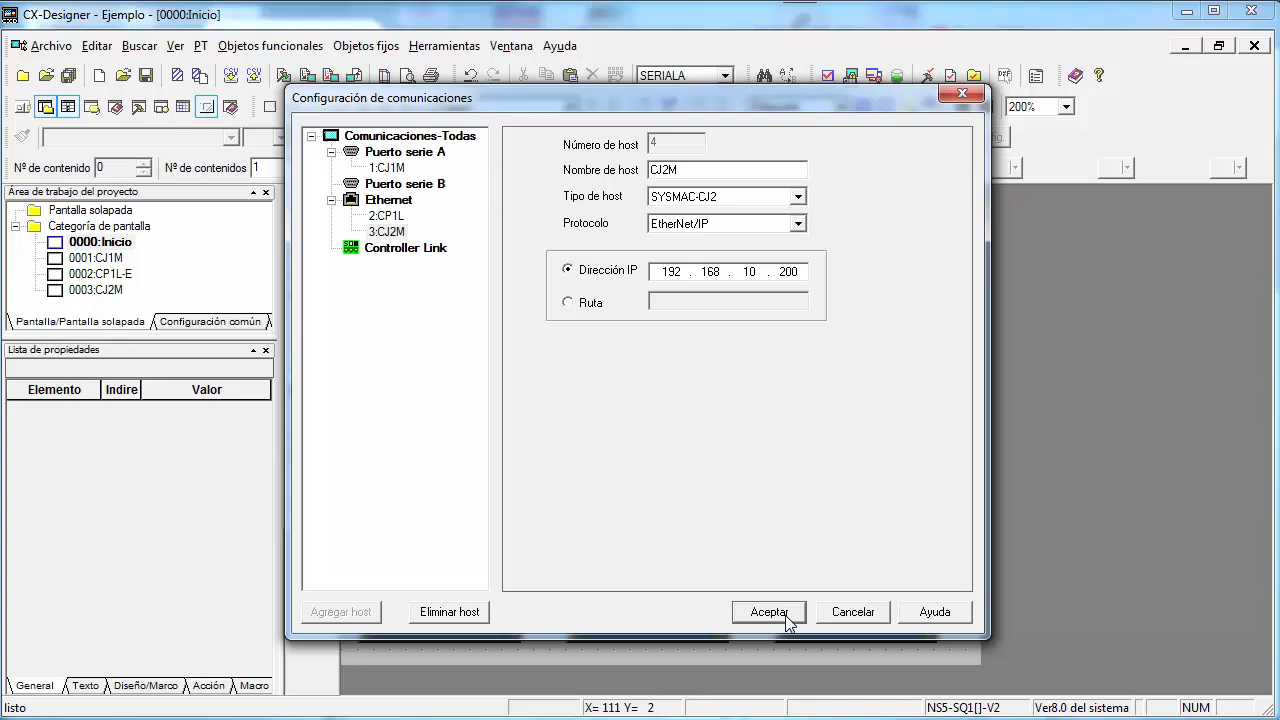 CX-Designer - Ejemplo - [0000:Inicio]
Archivo Editar Buscar Ver PT Objetos funcionales Objetos fijos Herramientas Ventana Ayuda
SERIALA
200%
Nº de contenido 0 Nº de contenidos 1
Área de trabajo del proyecto
Pantalla solapada
Categoría de pantalla
0000:Inicio
0001:CJ1M
0002:CP1L-E
0003:CJ2M
Pantalla/Pantalla solapada Configuración común
Lista de propiedades
Elemento Indire Valor
General Texto Diseño/Marco Acción Macro
Configuración de comunicaciones
Comunicaciones-Todas
Puerto serie A
1:CJ1M
Puerto serie B
Ethernet
2:CP1L
3:CJ2M
Controller Link
Número de host 4
Nombre de host CJ2M
Tipo de host SYSMAC-CJ2
Protocolo EtherNet/IP
Dirección IP 192 . 168 . 10 . 200
Ruta
Agregar host Eliminar host Aceptar Cancelar Ayuda
listo X= 111 Y= 2 NS5-SQ1[]-V2 Ver8.0 del sistema NUM